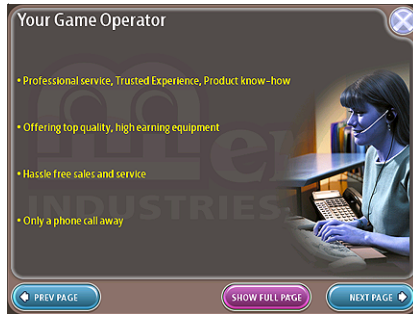 Your Game Operator
• Professional service, Trusted Experience, Product know-how
• Offering top quality, high earning equipment
• Hassle free sales and service
• Only a phone call away
INDUSTRIES
PREV PAGE
SHOW FULL PAGE
NEXT PAGE